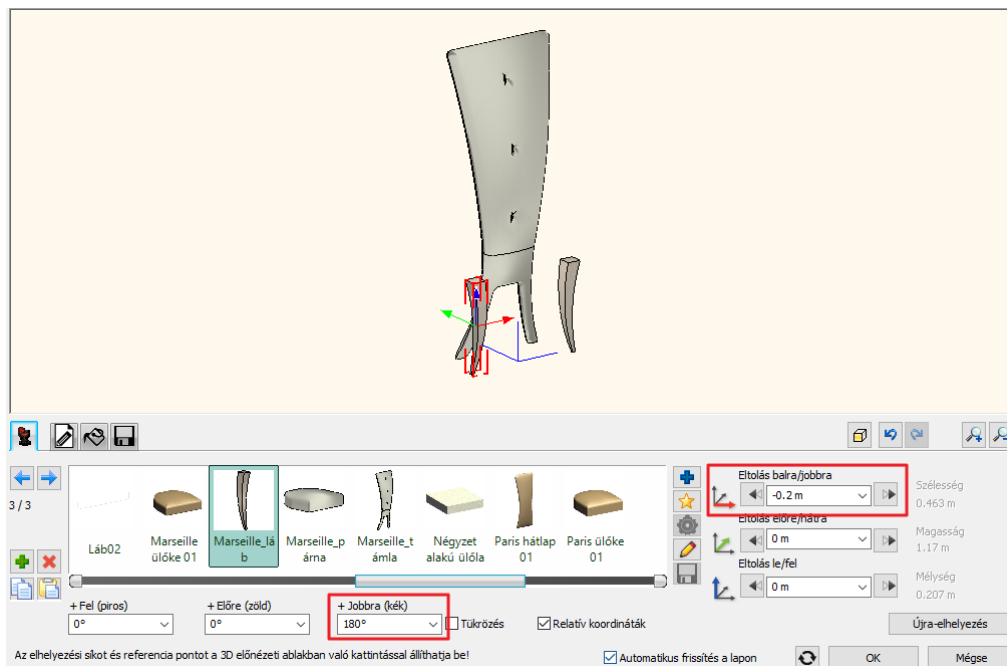 Eltolás balra/jobbra
-0.2 m
Szélesség
0.463 m
3 / 3
Eltolás előre/hátra
0 m
Magasság
1.17 m
Láb02
Marseille ülőke 01
Marseille_lá b
Marseille_p árna
Marseille_t ámla
Négyzet alakú ülőla
Paris hátlap 01
Paris ülőke 01
Eltolás le/fel
0 m
Mélység
0.207 m
+ Fel (piros)
+ Előre (zöld)
+ Jobbra (kék)
0°
0°
180°
Tükrözés
Relatív koordináták
Újra-elhelyezés
Az elhelyezési síkot és referencia pontot a 3D előnézeti ablakban való kattintással állíthatja be!
Automatikus frissítés a lapon
OK
Mégse